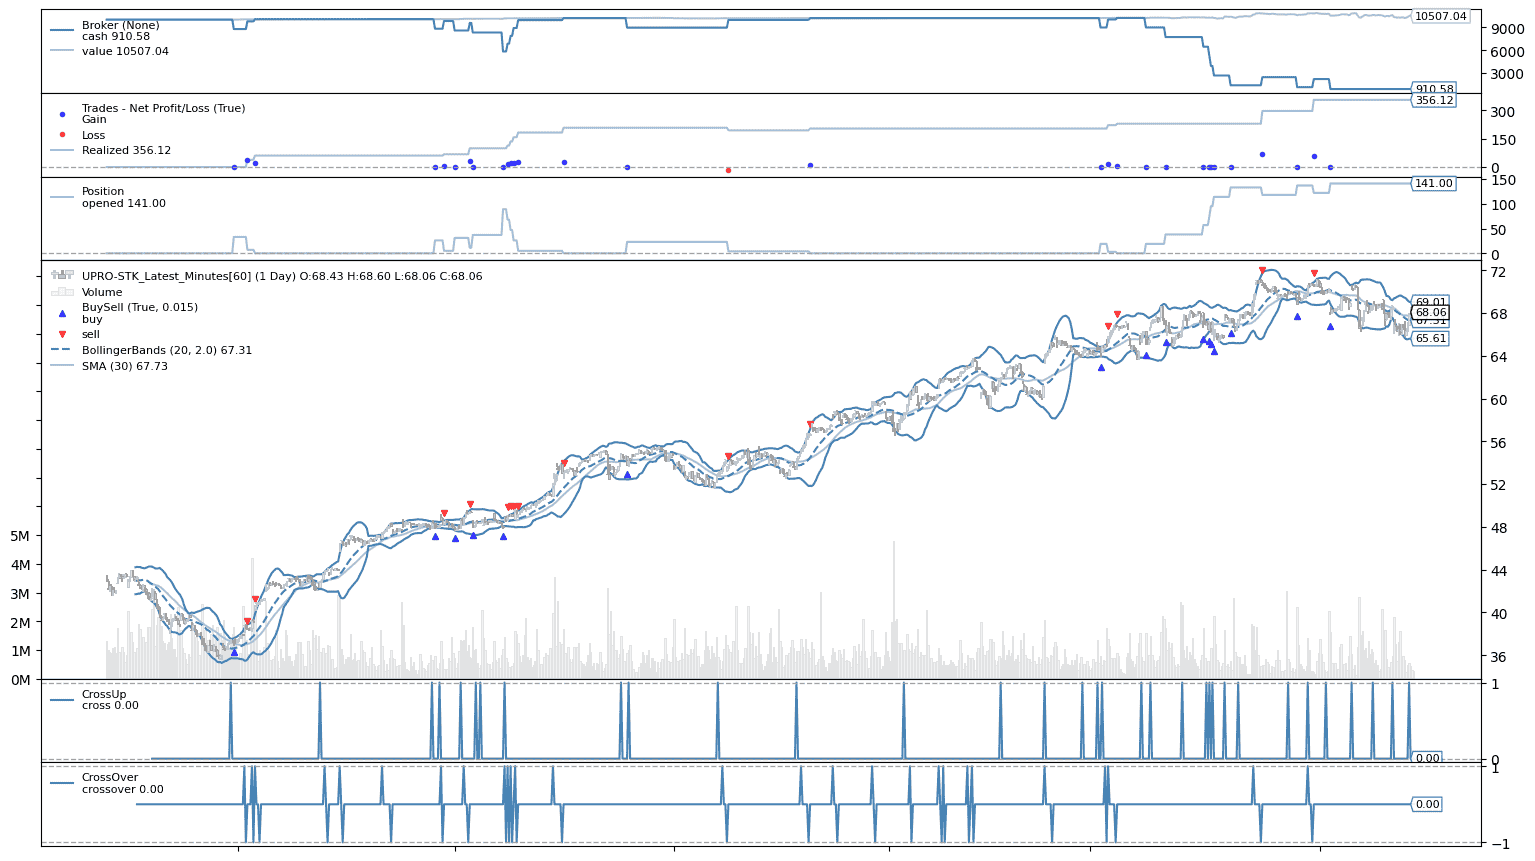 Broker (None)
cash 910.58
value 10507.04
10507.04
9000
6000
3000
910.58
Trades - Net Profit/Loss (True)
Gain
Loss
Realized 356.12
356.12
300
150
0
Position
opened 141.00
150
141.00
100
50
0
UPRO-STK_Latest_Minutes[60] (1 Day) O:68.43 H:68.60 L:68.06 C:68.06
Volume
BuySell (True, 0.015)
buy
sell
BollingerBands (20, 2.0) 67.31
SMA (30) 67.73
72
69.01
68.06
68
67.31
65.61
64
60
56
52
48
44
40
36
5M
4M
3M
2M
1M
0M
CrossUp
cross 0.00
1
0.00
0
CrossOver
crossover 0.00
1
0.00
−1